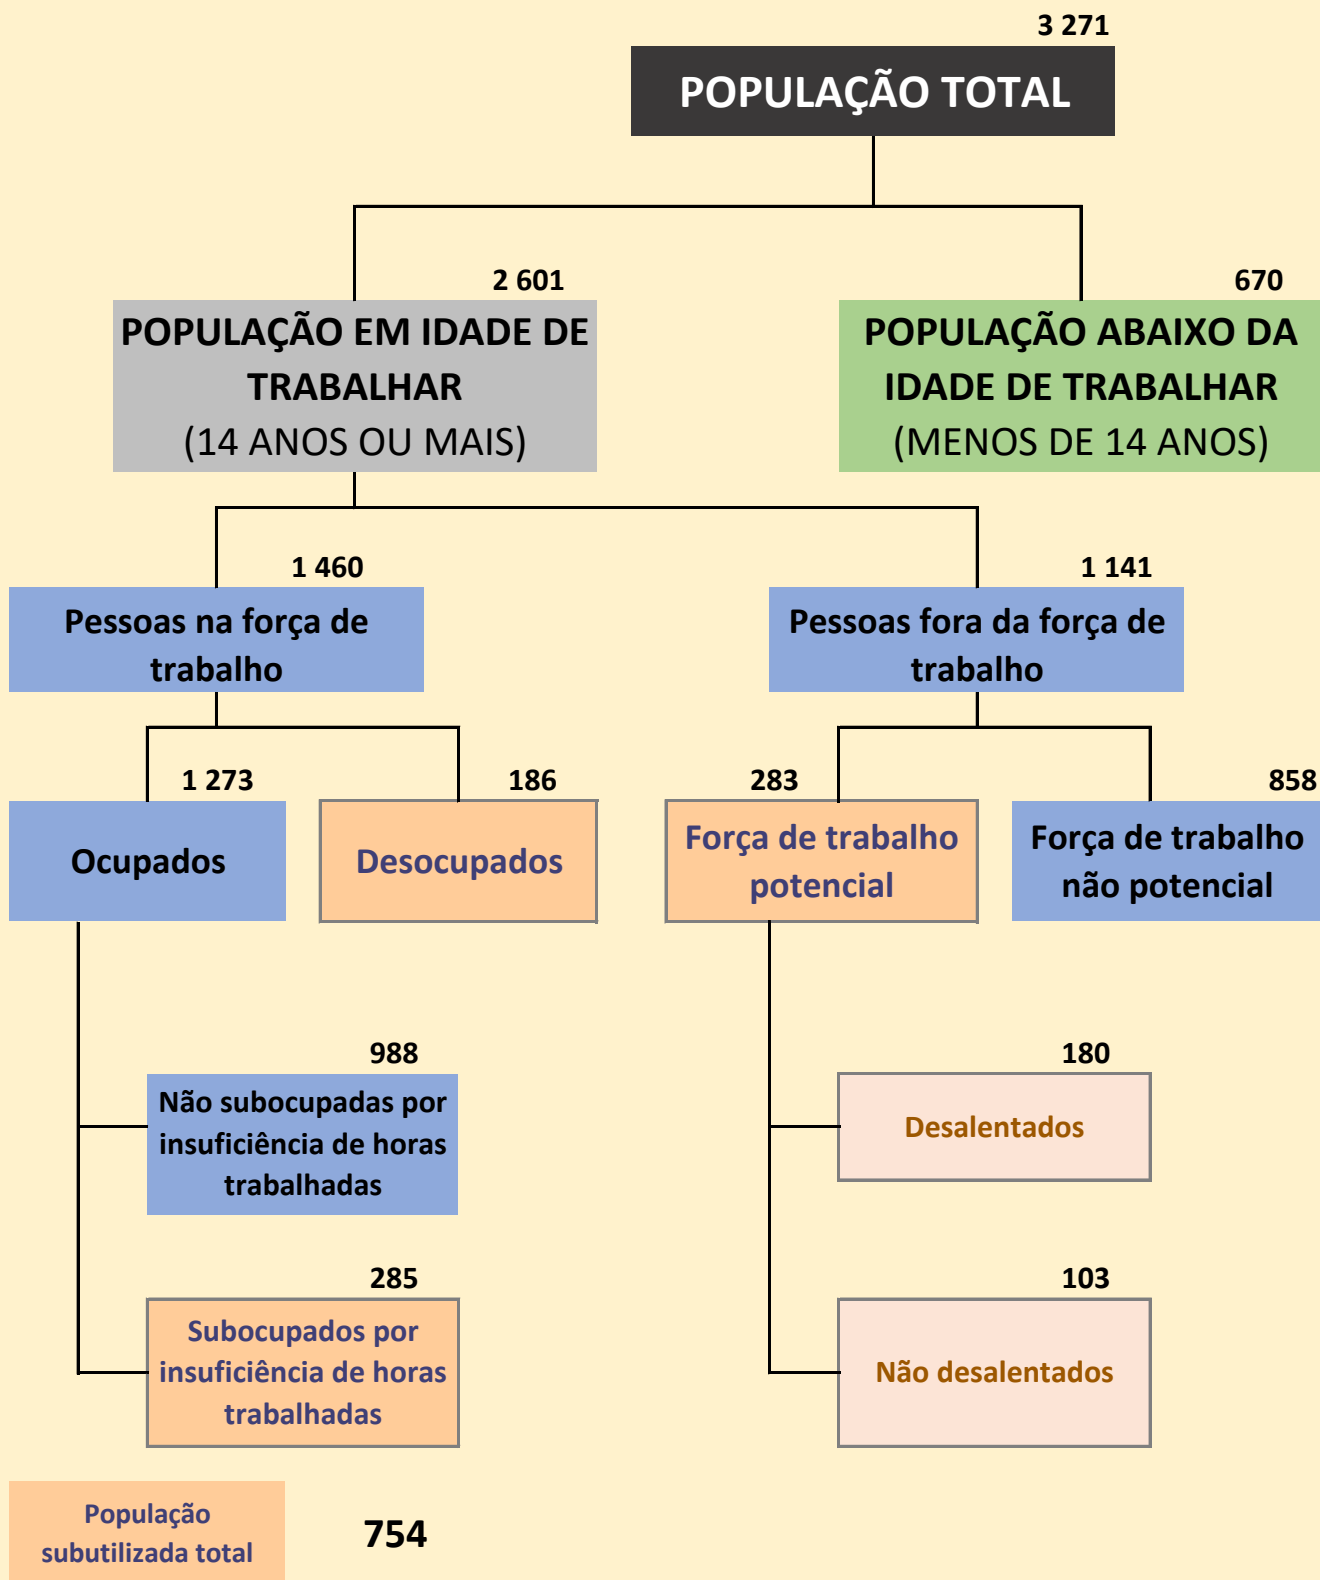 3 271
POPULAÇÃO TOTAL
2 601
POPULAÇÃO EM IDADE DE
TRABALHAR
(14 ANOS OU MAIS)
670
POPULAÇÃO ABAIXO DA
IDADE DE TRABALHAR
(MENOS DE 14 ANOS)
1 460
Pessoas na força de
trabalho
1 141
Pessoas fora da força de
trabalho
1 273
Ocupados
186
Desocupados
283
Força de trabalho
potencial
858
Força de trabalho
não potencial
988
Não subocupadas por
insuficiência de horas
trabalhadas
180
Desalentados
285
Subocupados por
insuficiência de horas
trabalhadas
103
Não desalentados
População
subutilizada total
754